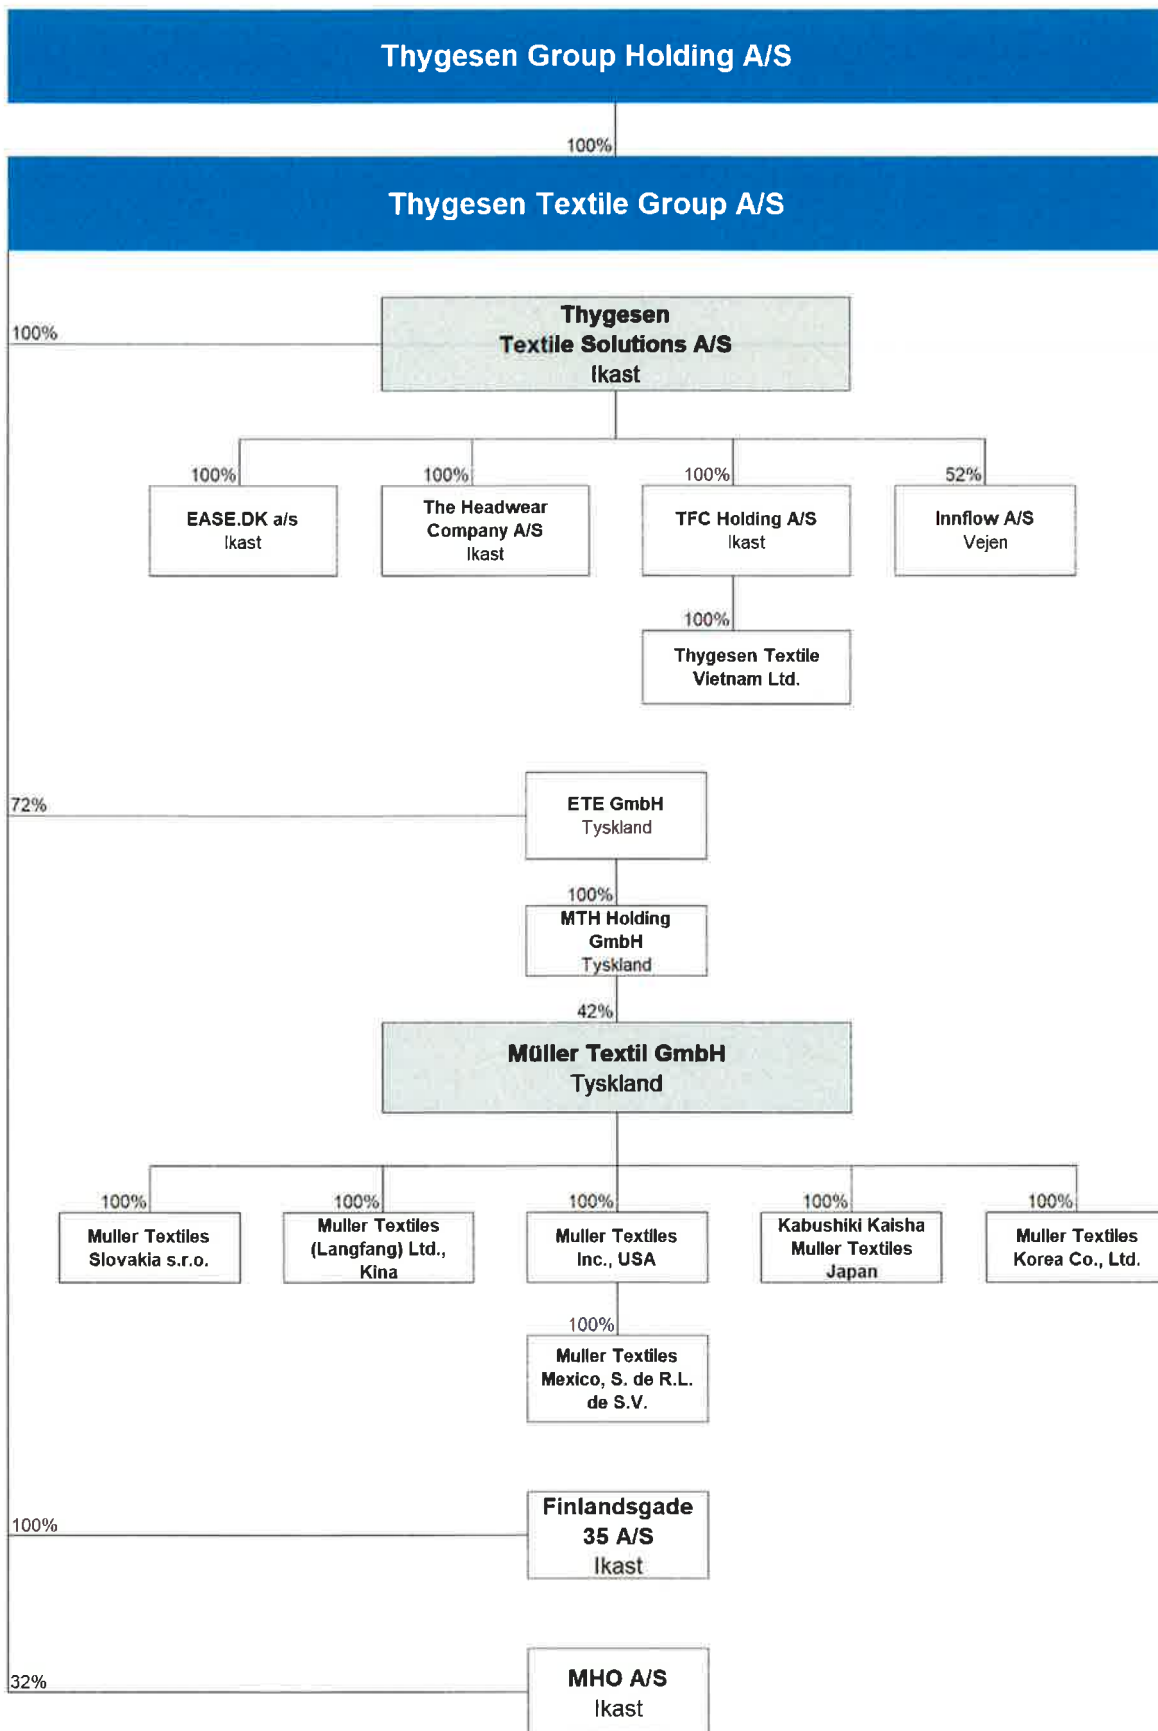 Thygesen Group Holding A/S
100%
Thygesen Textile Group A/S
100%
Thygesen
Textile Solutions A/S
Ikast
100%
EASE.DK a/s
Ikast
100%
The Headwear
Company A/S
Ikast
100%
TFC Holding A/S
Ikast
52%
Innflow A/S
Vejen
100%
Thygesen Textile
Vietnam Ltd.
72%
ETE GmbH
Tyskland
100%
MTH Holding
GmbH
Tyskland
42%
Müller Textil GmbH
Tyskland
100%
Muller Textiles
Slovakia s.r.o.
100%
Muller Textiles
(Langfang) Ltd.,
Kina
100%
Muller Textiles
Inc., USA
100%
Kabushiki Kaisha
Muller Textiles
Japan
100%
Muller Textiles
Korea Co., Ltd.
100%
Muller Textiles
Mexico, S. de R.L.
de S.V.
100%
Finlandsgade
35 A/S
Ikast
32%
MHO A/S
Ikast